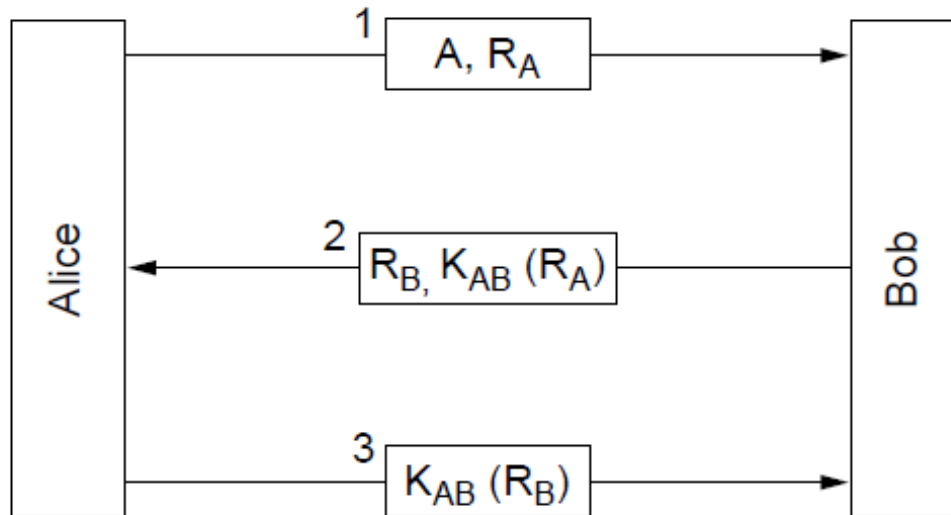 1
A, R_A
Alice
2
R_B, K_AB (R_A)
Bob
3
K_AB (R_B)